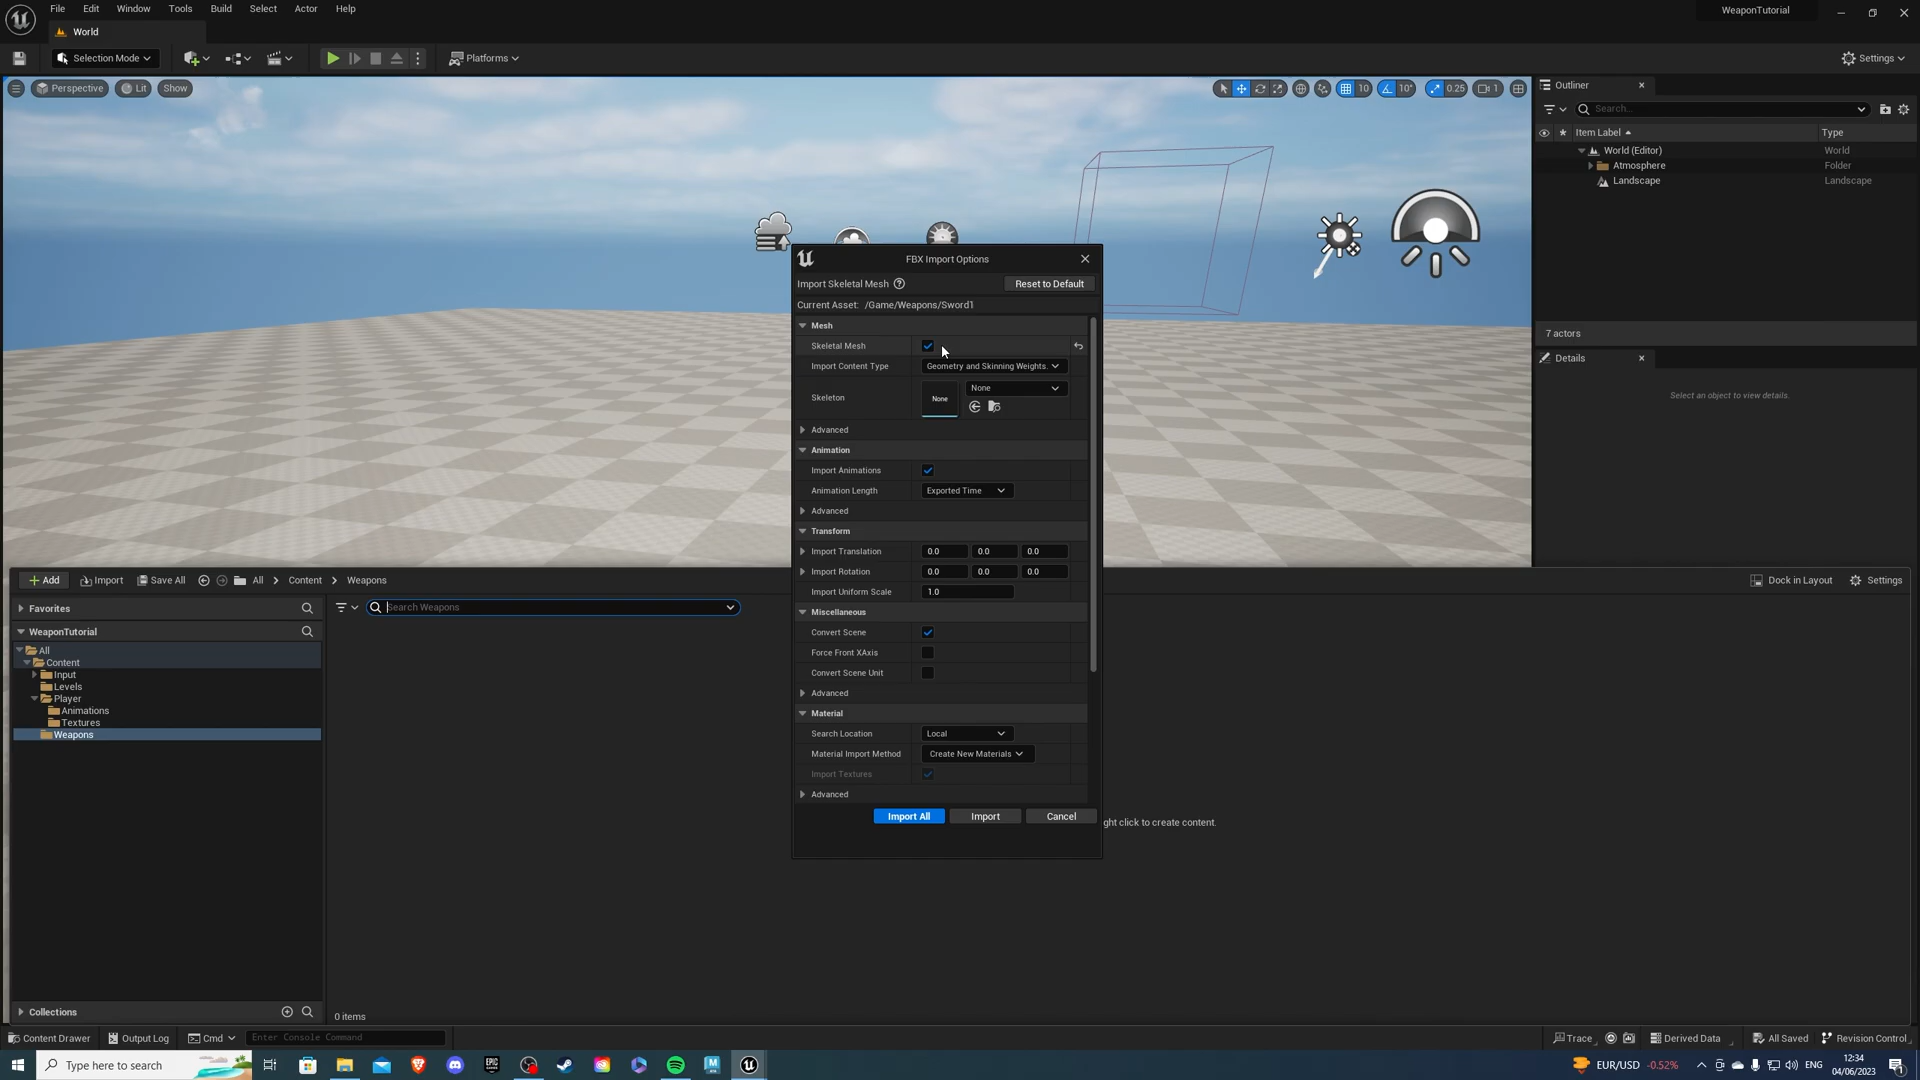 File Edit Window Tools Build Select Actor Help WeaponTutorial
World
Selection Mode Platforms Settings
Perspective Lit Show 10 10° 0.25 1
Outliner
Search...
Item Label Type
World (Editor) World
Atmosphere Folder
Landscape Landscape
7 actors
Details
Select an object to view details.
FBX Import Options
Import Skeletal Mesh Reset to Default
Current Asset: /Game/Weapons/Sword1
Mesh
Skeletal Mesh
Import Content Type Geometry and Skinning Weights.
Skeleton None None
Advanced
Animation
Import Animations
Animation Length Exported Time
Advanced
Transform
Import Translation 0.0 0.0 0.0
Import Rotation 0.0 0.0 0.0
Import Uniform Scale 1.0
Miscellaneous
Convert Scene
Force Front XAxis
Convert Scene Unit
Advanced
Material
Search Location Local
Material Import Method Create New Materials
Import Textures
Advanced
Import All Import Cancel
Add Import Save All All Content Weapons Dock in Layout Settings
Favorites
Search Weapons
WeaponTutorial
All
Content
Input
Levels
Player
Animations
Textures
Weapons
ght click to create content.
Collections
0 items
Content Drawer Output Log Cmd Enter Console Command Trace Derived Data All Saved Revision Control
Type here to search EUR/USD -0.52% ENG 12:34
04/06/2023